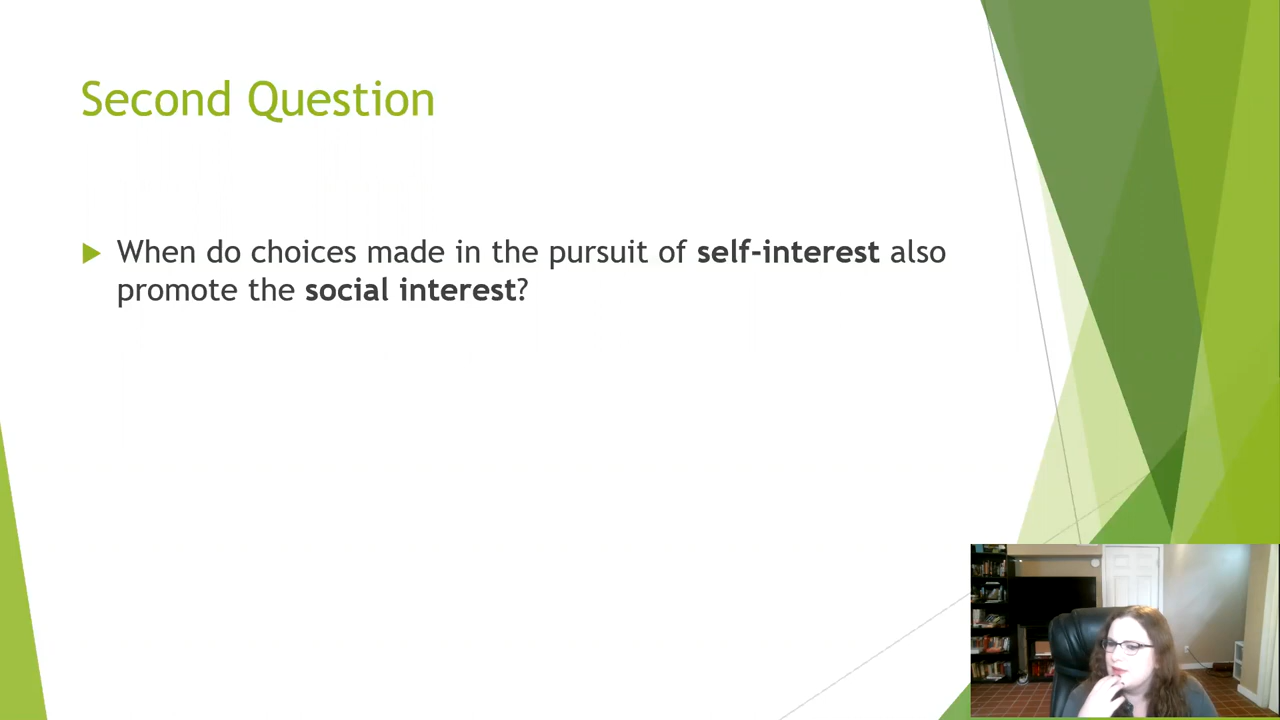 Second Question
When do choices made in the pursuit of self-interest also
promote the social interest?